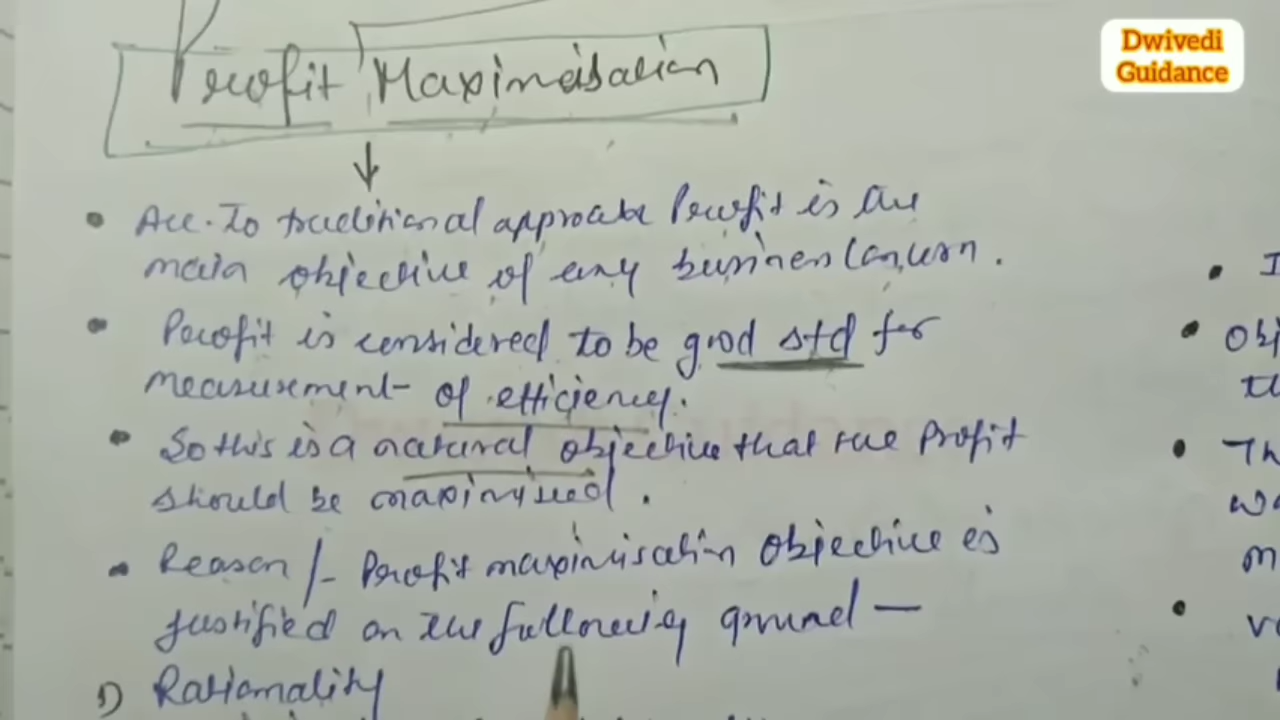 Dwivedi
Guidance
Profit Maximisation
Acc. To traditional approach Profit is the
main objective of any business concern.
Profit is considered to be good std for
measurement of efficiency.
So this is a natural objective that the Profit
should be maximised.
Reason/- Profit maximisation objective is
justified on the following ground —
1) Rationality
Obj
Th